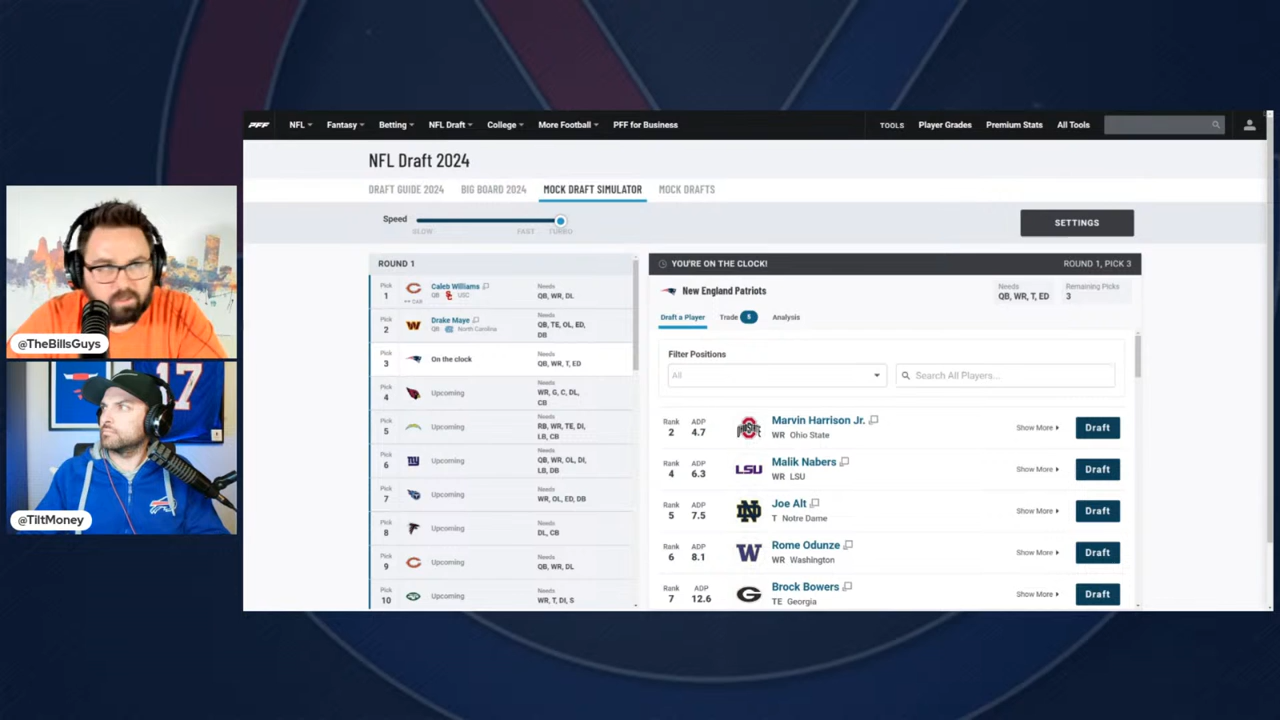 PFF
NFL
Fantasy
Betting
NFL Draft
College
More Football
PFF for Business
TOOLS
Player Grades
Premium Stats
All Tools
NFL Draft 2024
DRAFT GUIDE 2024
BIG BOARD 2024
MOCK DRAFT SIMULATOR
MOCK DRAFTS
Speed
SLOW
FAST
TURBO
SETTINGS
ROUND 1
Pick
1
Caleb Williams
QB USC
Needs
QB, WR, DL
Pick
2
Drake Maye
QB North Carolina
Needs
QB, TE, OL, ED,
DB
Pick
3
On the clock
Needs
QB, WR, T, ED
Pick
4
Upcoming
Needs
WR, G, C, DL,
CB
Pick
5
Upcoming
Needs
RB, WR, TE, DI,
LB, CB
Pick
6
Upcoming
Needs
QB, WR, OL, DI,
LB, DB
Pick
7
Upcoming
Needs
WR, OL, ED, DB
Pick
8
Upcoming
Needs
DL, CB
Pick
9
Upcoming
Needs
QB, WR, DL
Pick
10
Upcoming
Needs
WR, T, DI, S
YOU'RE ON THE CLOCK!
ROUND 1, PICK 3
New England Patriots
Needs
QB, WR, T, ED
Remaining Picks
3
Draft a Player
Trade 5
Analysis
Filter Positions
All
Search All Players...
Rank
2
ADP
4.7
Marvin Harrison Jr.
WR Ohio State
Show More
Draft
Rank
4
ADP
6.3
LSU
Malik Nabers
WR LSU
Show More
Draft
Rank
5
ADP
7.5
Joe Alt
T Notre Dame
Show More
Draft
Rank
6
ADP
8.1
Rome Odunze
WR Washington
Show More
Draft
Rank
7
ADP
12.6
Brock Bowers
TE Georgia
Show More
Draft
@TheBillsGuys
17
@TiltMoney